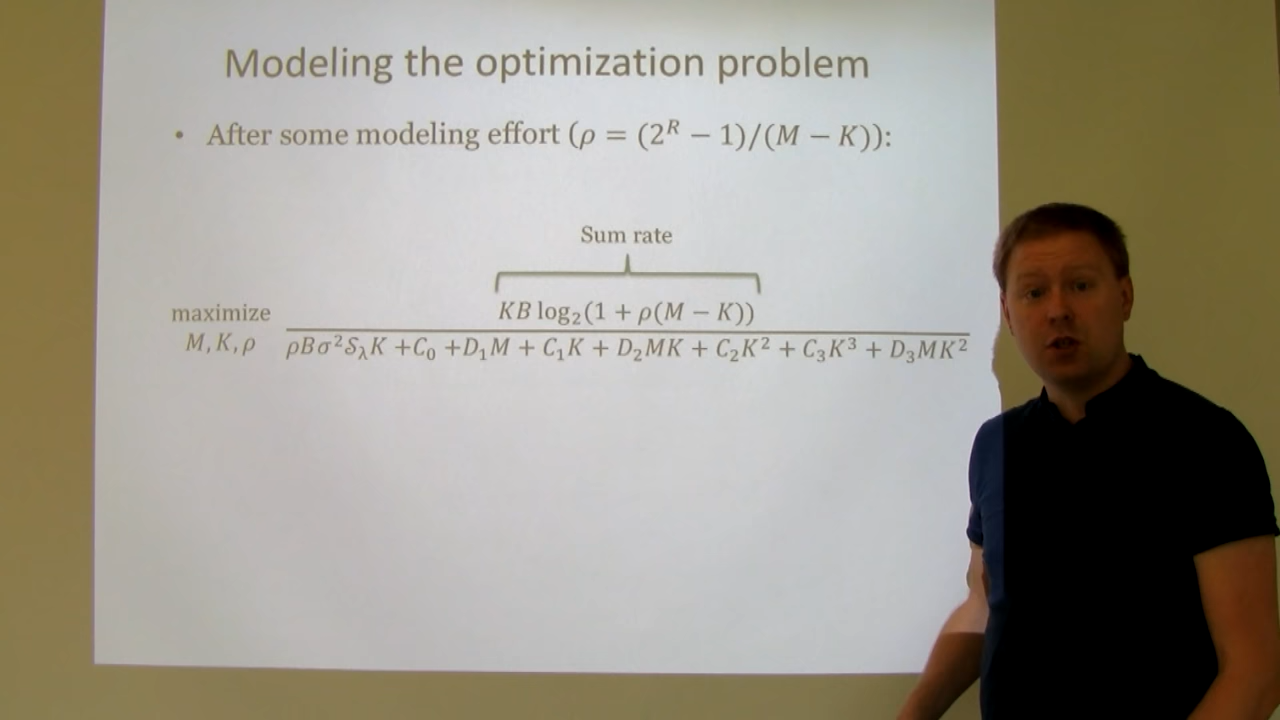 Modeling the optimization problem
• After some modeling effort (ρ = (2^R − 1)/(M − K)):
Sum rate
maximize
M, K, ρ
KB log₂(1 + ρ(M − K))
ρBσ²S_λK + C₀ + D₁M + C₁K + D₂MK + C₂K² + C₃K³ + D₃MK²